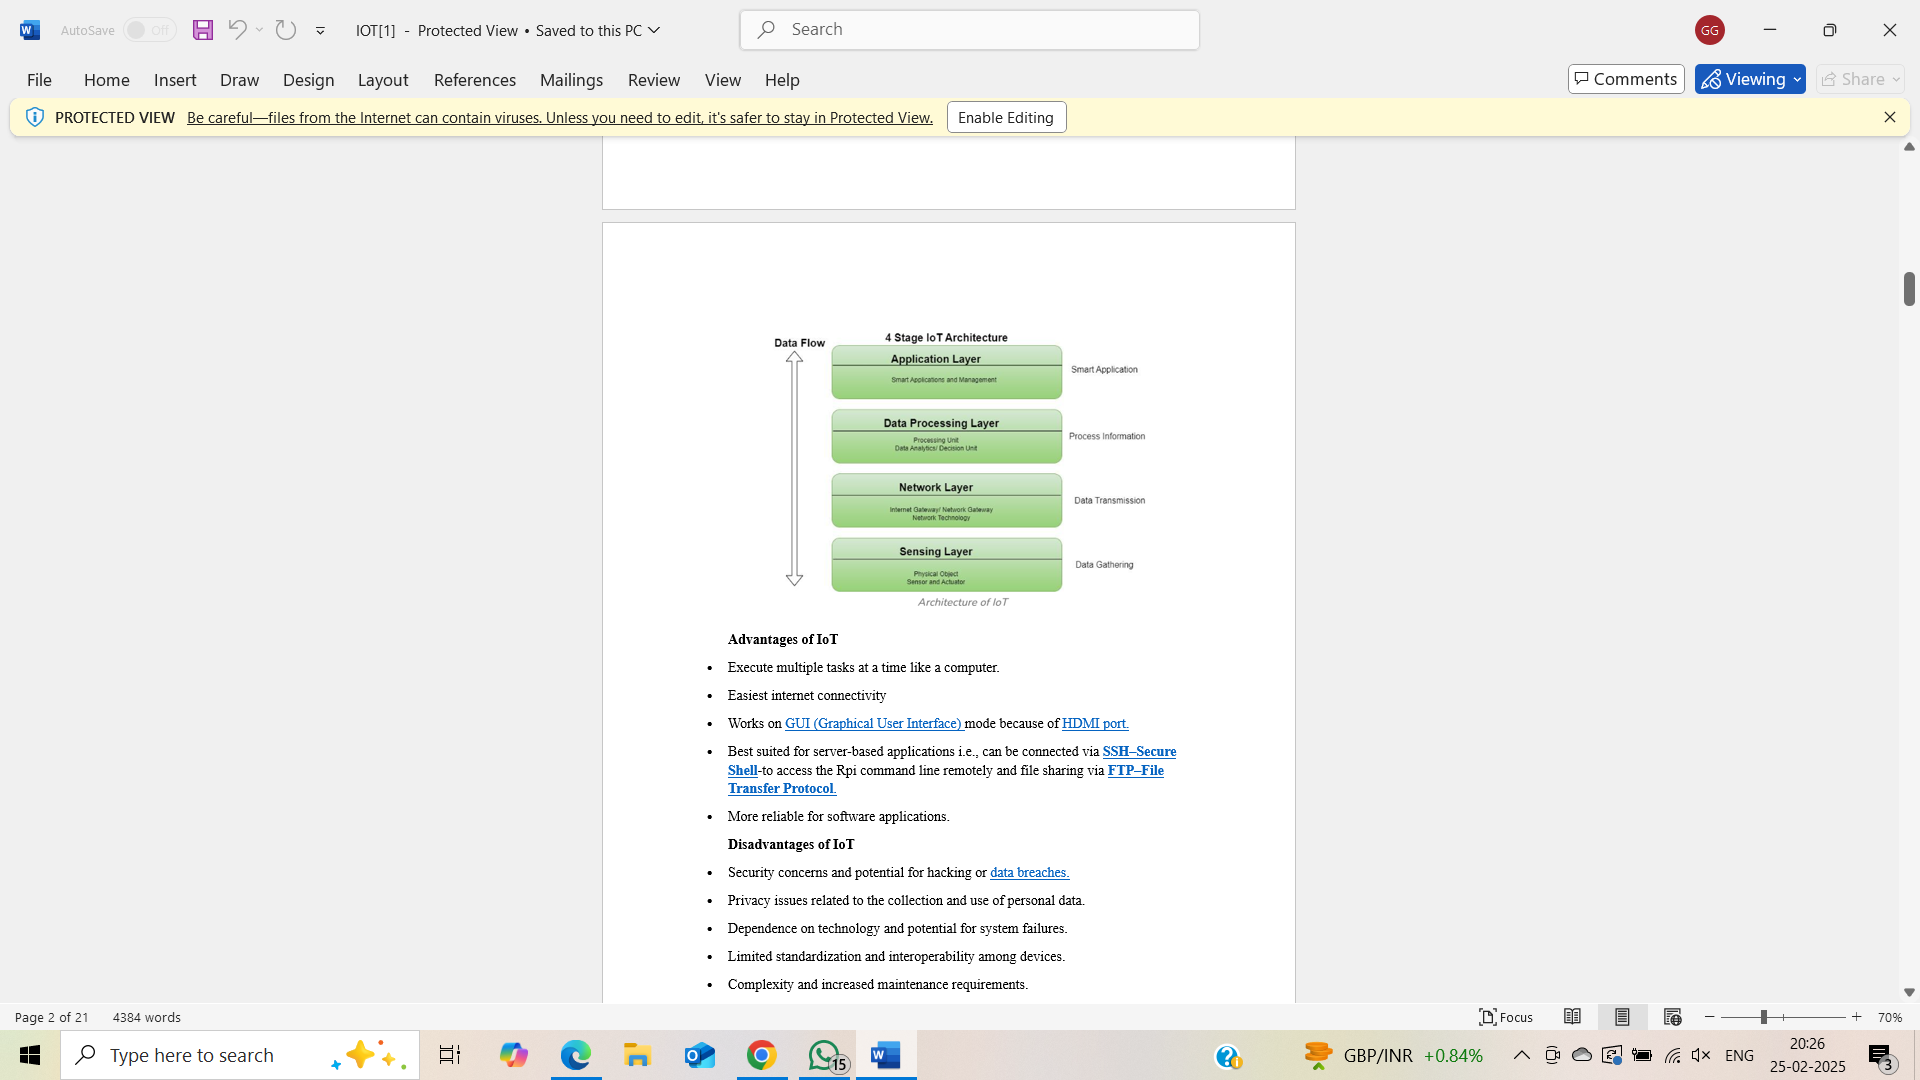 AutoSave Off IOT[1] - Protected View • Saved to this PC Search GG
File Home Insert Draw Design Layout References Mailings Review View Help Comments Viewing Share
PROTECTED VIEW Be careful—files from the Internet can contain viruses. Unless you need to edit, it's safer to stay in Protected View. Enable Editing
4 Stage IoT Architecture
Data Flow
Application Layer
Smart Application
Smart Applications and Management
Data Processing Layer
Process Information
Processing Unit
Data Analytics/ Decision Unit
Network Layer
Data Transmission
Internet Gateway/ Network Gateway
Network Technology
Sensing Layer
Data Gathering
Physical Object
Sensor and Actuator
Architecture of IoT
Advantages of IoT
• Execute multiple tasks at a time like a computer.
• Easiest internet connectivity
• Works on GUI (Graphical User Interface) mode because of HDMI port.
• Best suited for server-based applications i.e., can be connected via SSH–Secure
Shell-to access the Rpi command line remotely and file sharing via FTP–File
Transfer Protocol.
• More reliable for software applications.
Disadvantages of IoT
• Security concerns and potential for hacking or data breaches.
• Privacy issues related to the collection and use of personal data.
• Dependence on technology and potential for system failures.
• Limited standardization and interoperability among devices.
• Complexity and increased maintenance requirements.
Page 2 of 21 4384 words Focus 70%
Type here to search 15 GBP/INR +0.84% ENG 20:26
25-02-2025 3